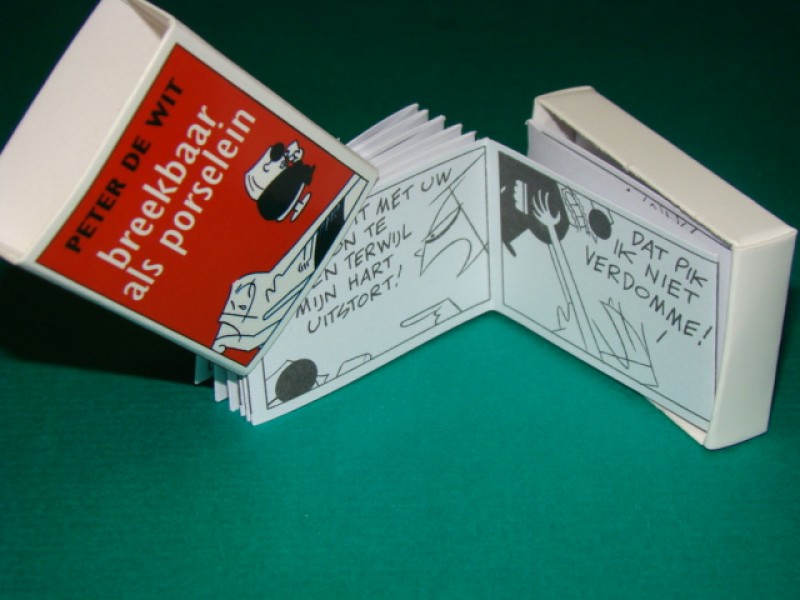 PETER DE WIT
breekbaar
als porselein
MET UW
TE
TERWIJL
MIJN HART
UITSTORT!
DAT PIK
IK NIET
VERDOMME!